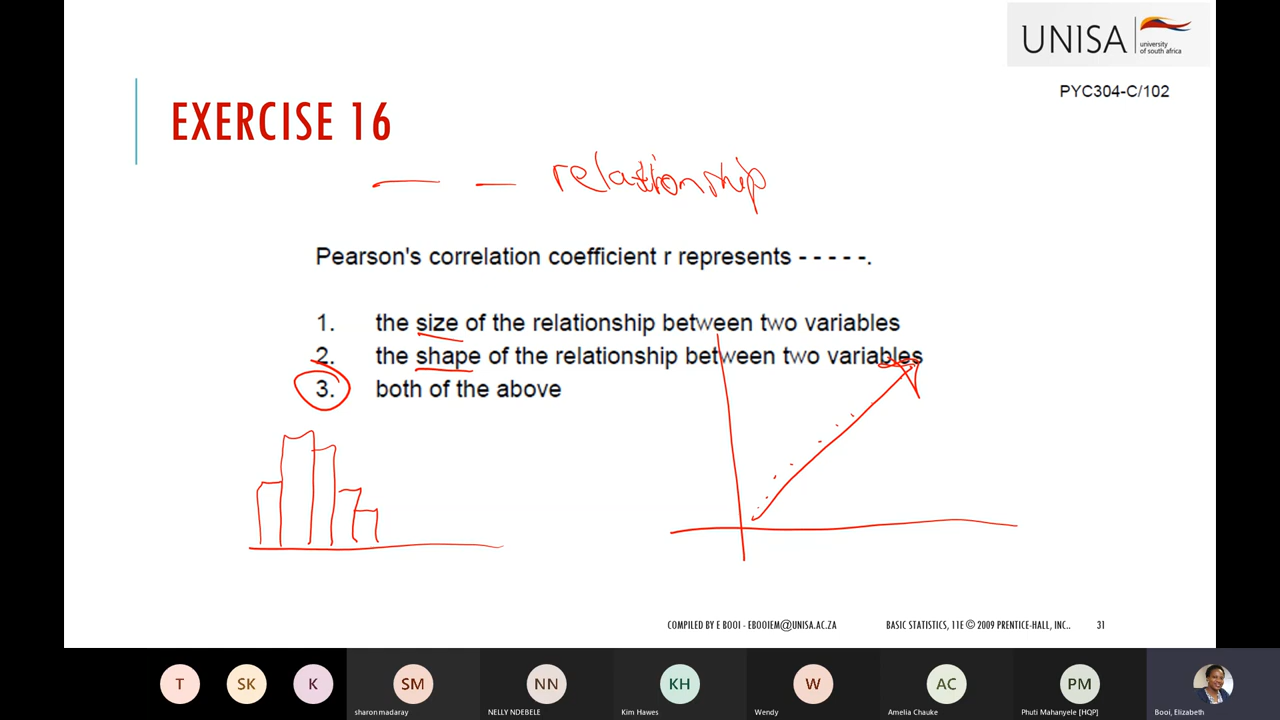 UNISA
university
of south africa
PYC304-C/102
EXERCISE 16
relationship
Pearson's correlation coefficient r represents - - - - -.
1. the size of the relationship between two variables
2. the shape of the relationship between two variables
3. both of the above
COMPILED BY E BOOI - EBOOIEM@UNISA.AC.ZA BASIC STATISTICS, 11E © 2009 PRENTICE-HALL, INC.. 31
T SK K SM NN KH W AC PM
sharon madaray NELLY NDEBELE Kim Hawes Wendy Amelia Chauke Phuti Mahanyele [HQP] Booi, Elizabeth